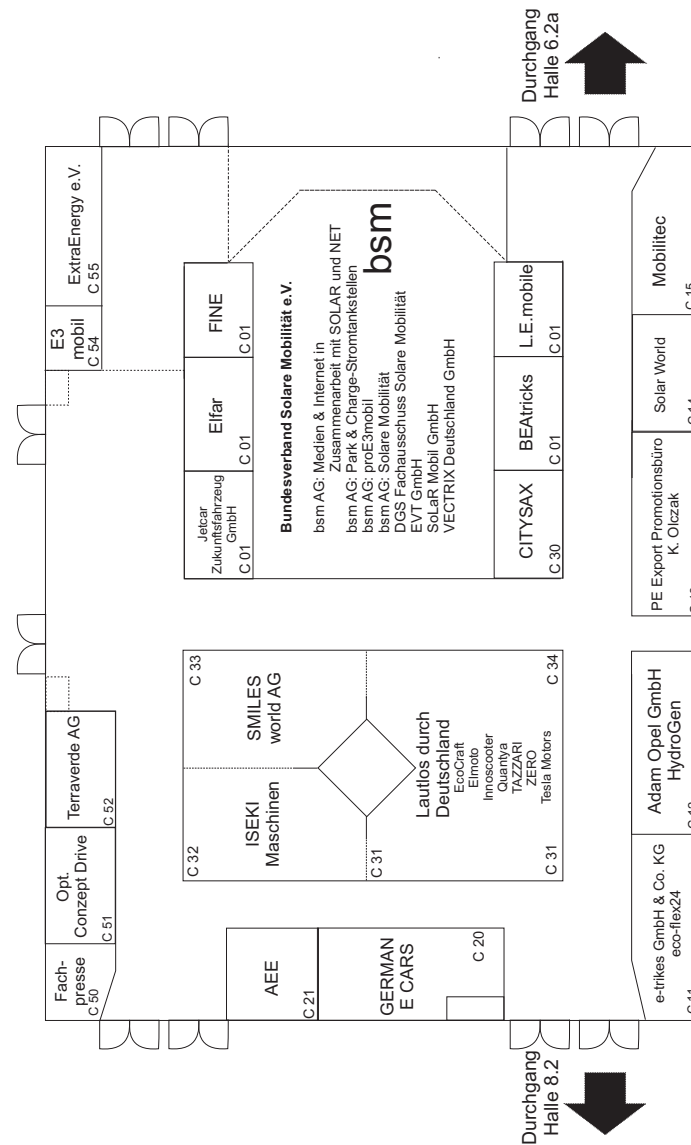 Fach-
presse
C 50
Opt.
Conzept Drive
C 51
Terraverde AG
C 52
E3
mobil
C 54
ExtraEnergy e.V.
C 55
AEE
C 21
GERMAN
E CARS
C 20
C 32
ISEKI
Maschinen
SMILES
world AG
C 33
C 31
Lautlos durch
Deutschland
EcoCraft
Elmoto
Innoscooter
Quantya
TAZZARI
ZERO
Tesla Motors
C 31
C 34
Jetcar
Zukunftsfahrzeug
GmbH
C 01
Elfar
C 01
FINE
C 01
Bundesverband Solare Mobilität e.V.
bsm AG: Medien & Internet in
Zusammenarbeit mit SOLAR und NET
bsm AG: Park & Charge-Stromtankstellen
bsm AG: proE3mobil
bsm AG: Solare Mobilität
DGS Fachausschuss Solare Mobilität
EVT GmbH
SoLaR Mobil GmbH
VECTRIX Deutschland GmbH
bsm
CITYSAX
C 30
BEAtricks
C 01
L.E.mobile
C 01
Durchgang
Halle 8.2
Durchgang
Halle 6.2a
e-trikes GmbH & Co. KG
eco-flex24
Adam Opel GmbH
HydroGen
PE Export Promotionsbüro
K. Olczak
Solar World
Mobilitec